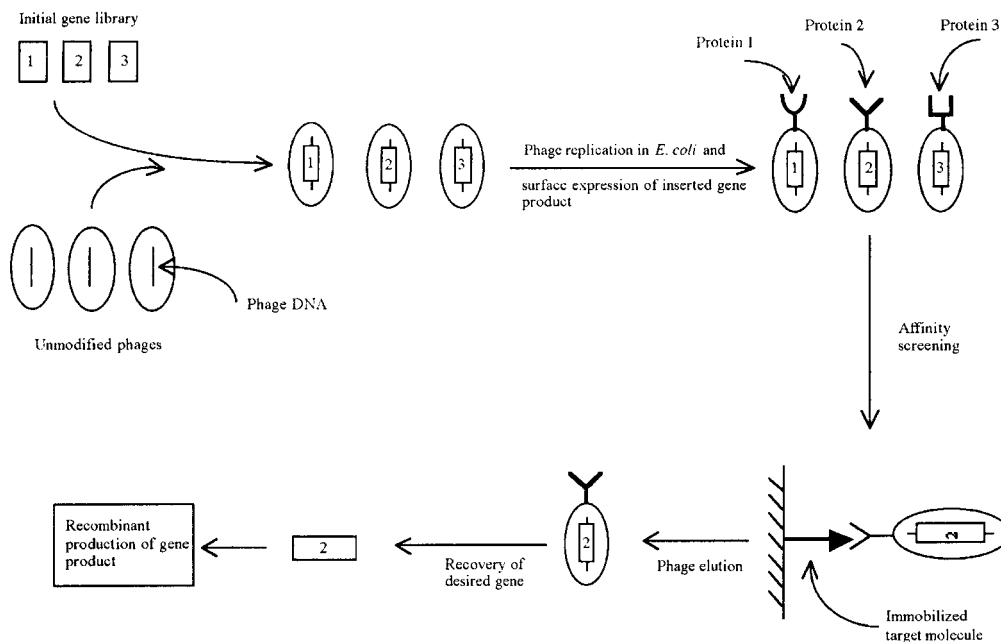 Initial gene library
1 2 3
Protein 1
Protein 2
Protein 3
1 2 3
Phage replication in E. coli and
surface expression of inserted gene
product
1 2 3
Phage DNA
Unmodified phages
Affinity
screening
Recombinant
production of gene
product
2
Recovery of
desired gene
2
Phage elution
2
Immobilized
target molecule